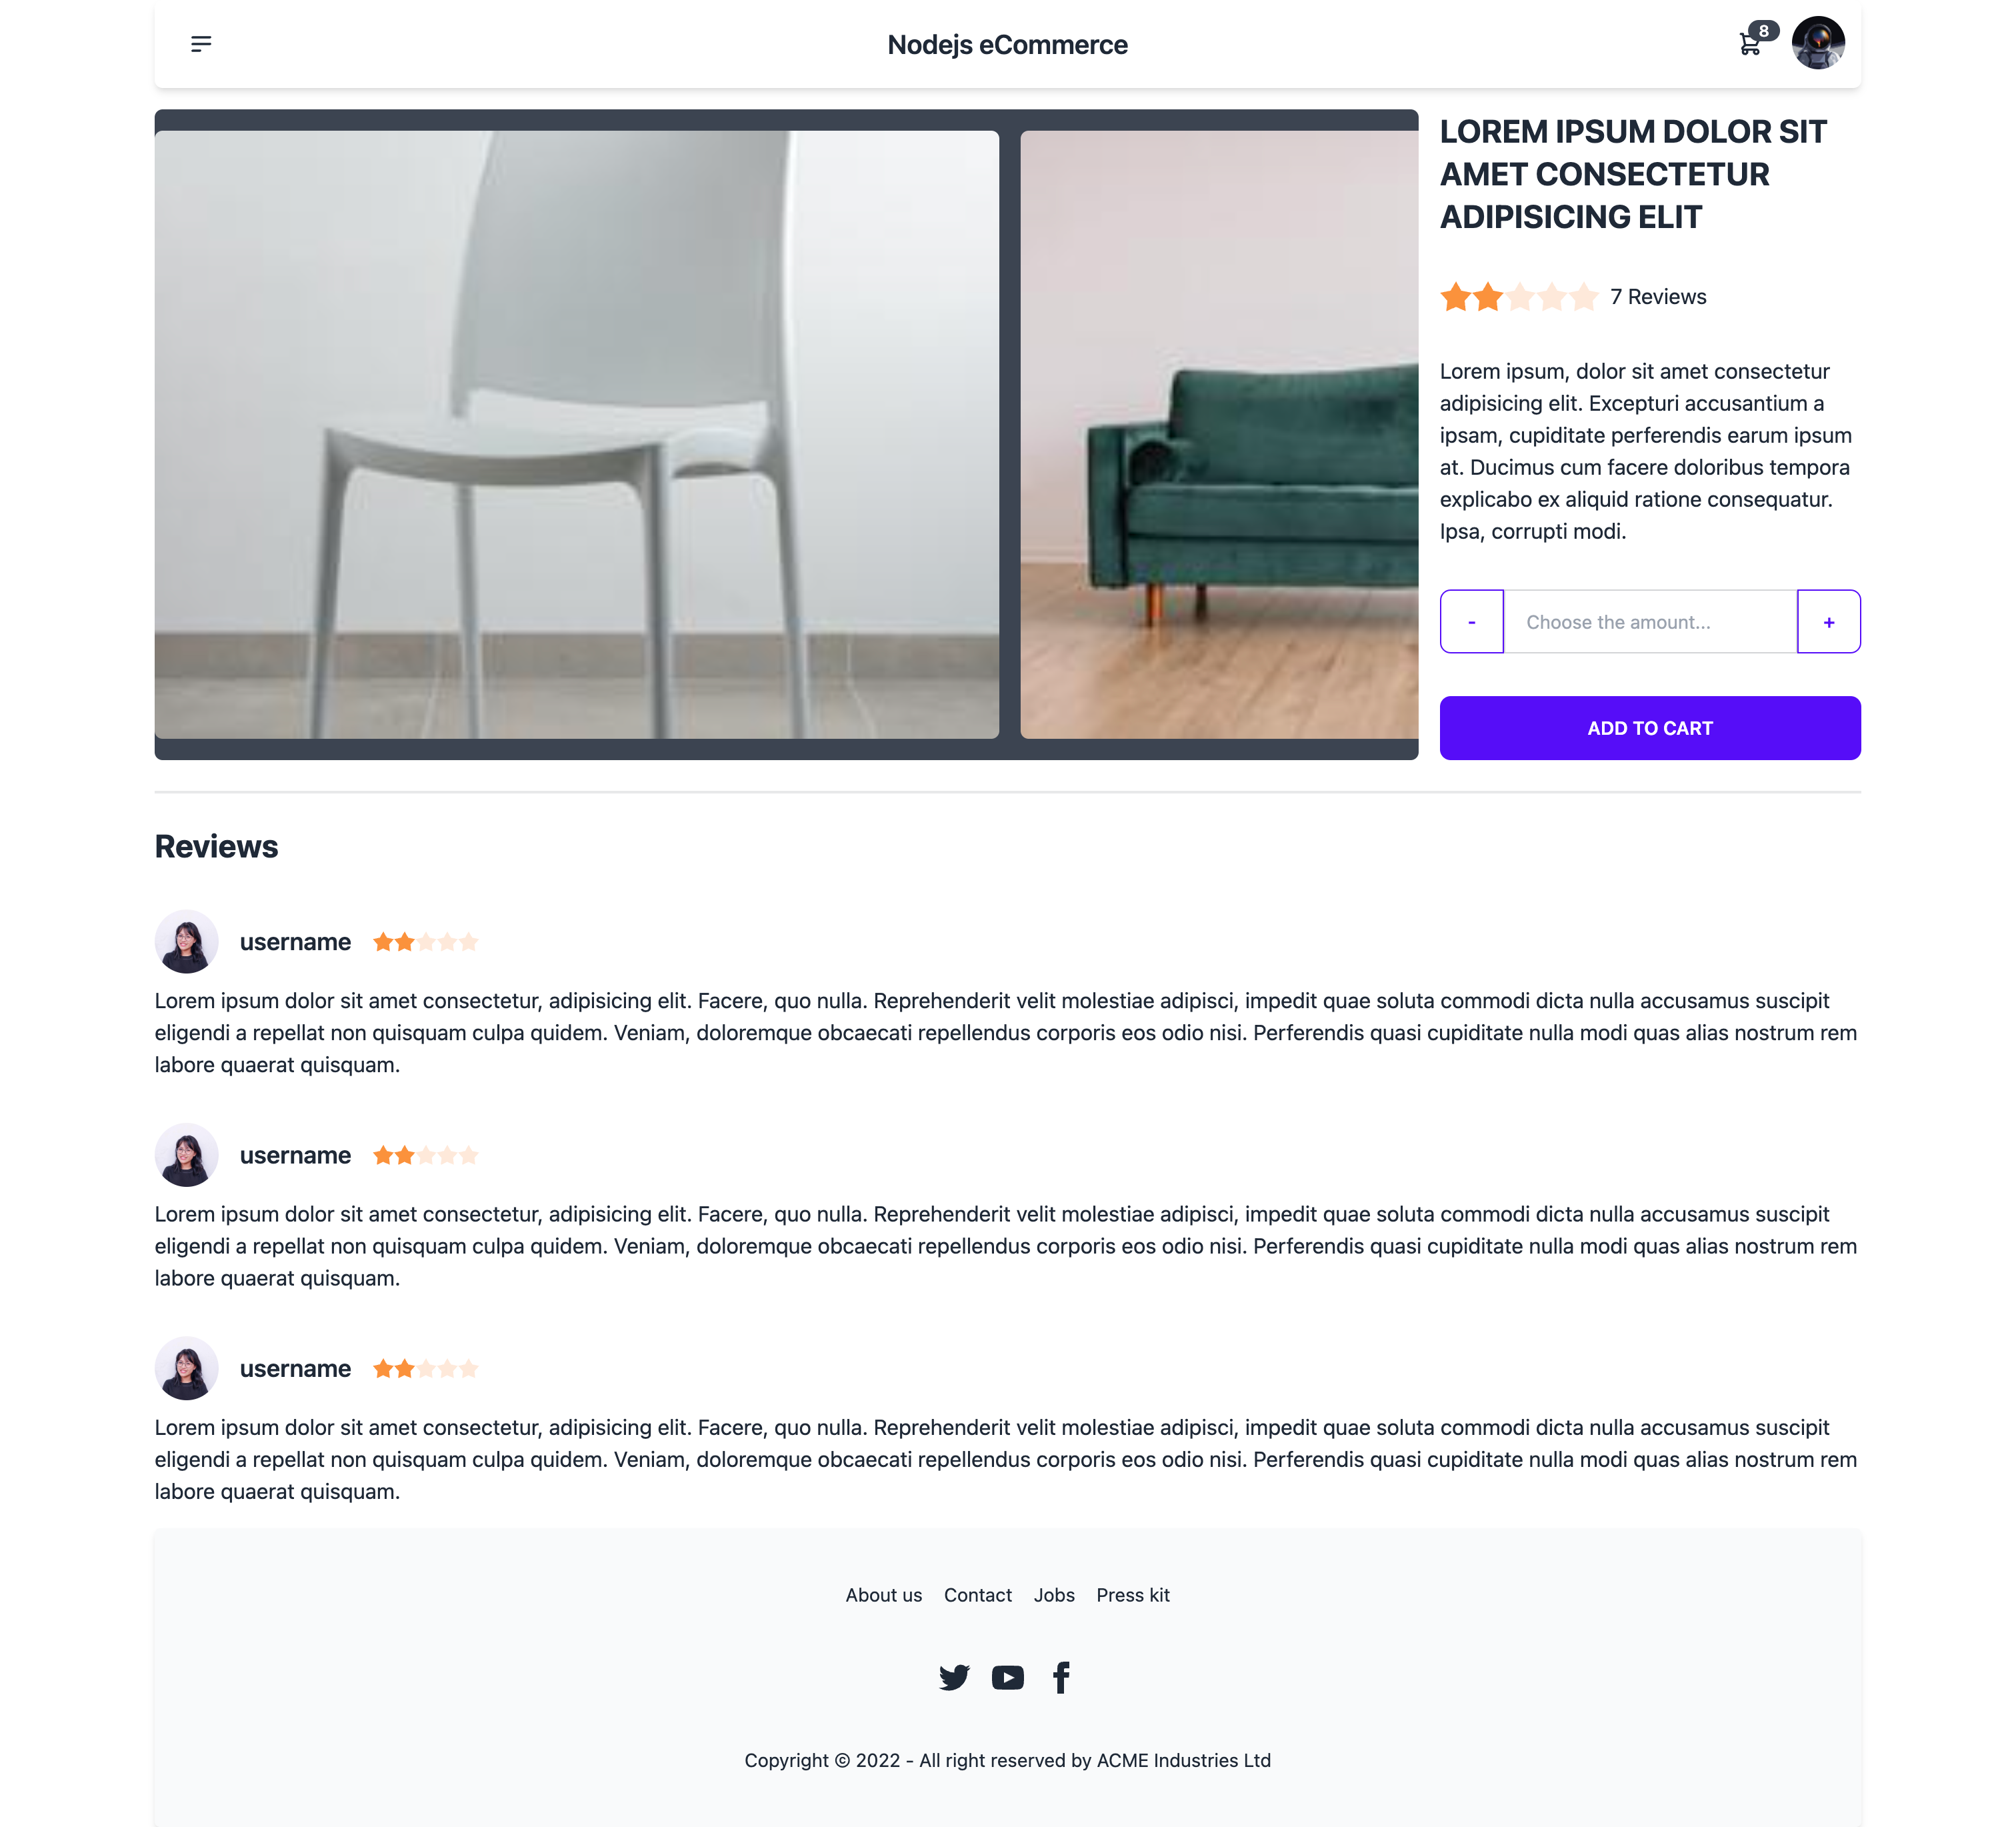 Nodejs eCommerce
8
LOREM IPSUM DOLOR SIT
AMET CONSECTETUR
ADIPISICING ELIT
7 Reviews
Lorem ipsum, dolor sit amet consectetur
adipisicing elit. Excepturi accusantium a
ipsam, cupiditate perferendis earum ipsum
at. Ducimus cum facere doloribus tempora
explicabo ex aliquid ratione consequatur.
Ipsa, corrupti modi.
- Choose the amount... +
ADD TO CART
Reviews
username
Lorem ipsum dolor sit amet consectetur, adipisicing elit. Facere, quo nulla. Reprehenderit velit molestiae adipisci, impedit quae soluta commodi dicta nulla accusamus suscipit
eligendi a repellat non quisquam culpa quidem. Veniam, doloremque obcaecati repellendus corporis eos odio nisi. Perferendis quasi cupiditate nulla modi quas alias nostrum rem
labore quaerat quisquam.
username
Lorem ipsum dolor sit amet consectetur, adipisicing elit. Facere, quo nulla. Reprehenderit velit molestiae adipisci, impedit quae soluta commodi dicta nulla accusamus suscipit
eligendi a repellat non quisquam culpa quidem. Veniam, doloremque obcaecati repellendus corporis eos odio nisi. Perferendis quasi cupiditate nulla modi quas alias nostrum rem
labore quaerat quisquam.
username
Lorem ipsum dolor sit amet consectetur, adipisicing elit. Facere, quo nulla. Reprehenderit velit molestiae adipisci, impedit quae soluta commodi dicta nulla accusamus suscipit
eligendi a repellat non quisquam culpa quidem. Veniam, doloremque obcaecati repellendus corporis eos odio nisi. Perferendis quasi cupiditate nulla modi quas alias nostrum rem
labore quaerat quisquam.
About us Contact Jobs Press kit
Copyright © 2022 - All right reserved by ACME Industries Ltd